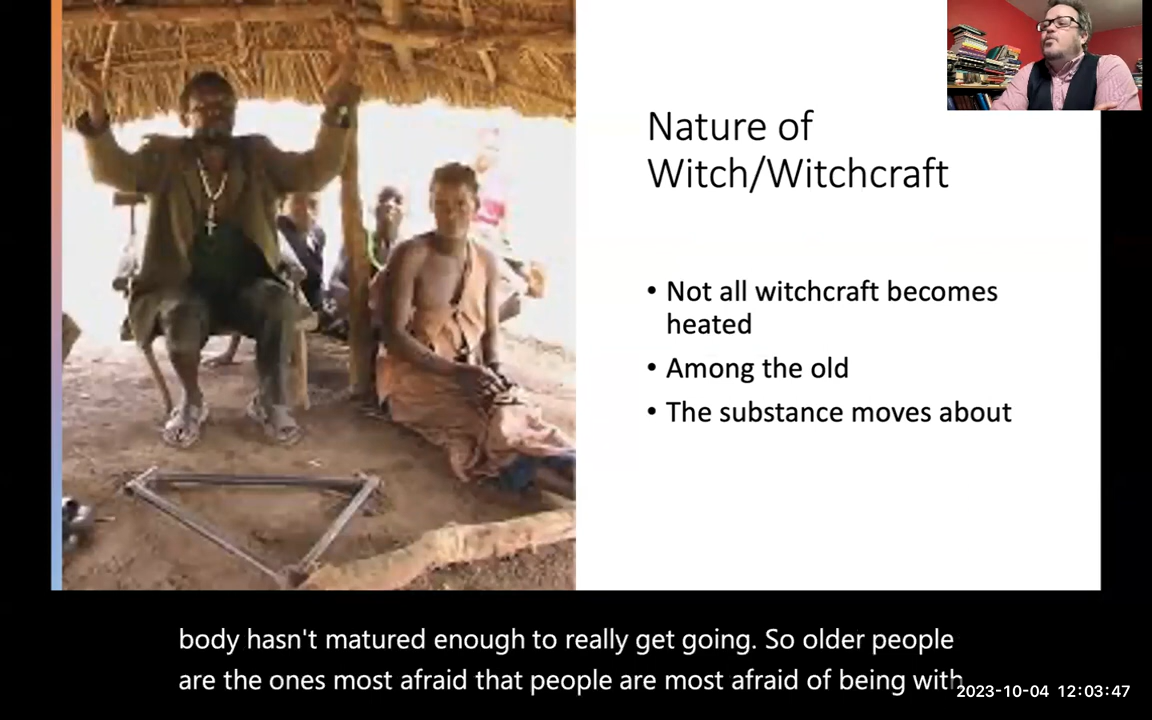 Nature of
Witch/Witchcraft
• Not all witchcraft becomes
heated
• Among the old
• The substance moves about
body hasn't matured enough to really get going. So older people
are the ones most afraid that people are most afraid of being with
2023-10-04 12:03:47